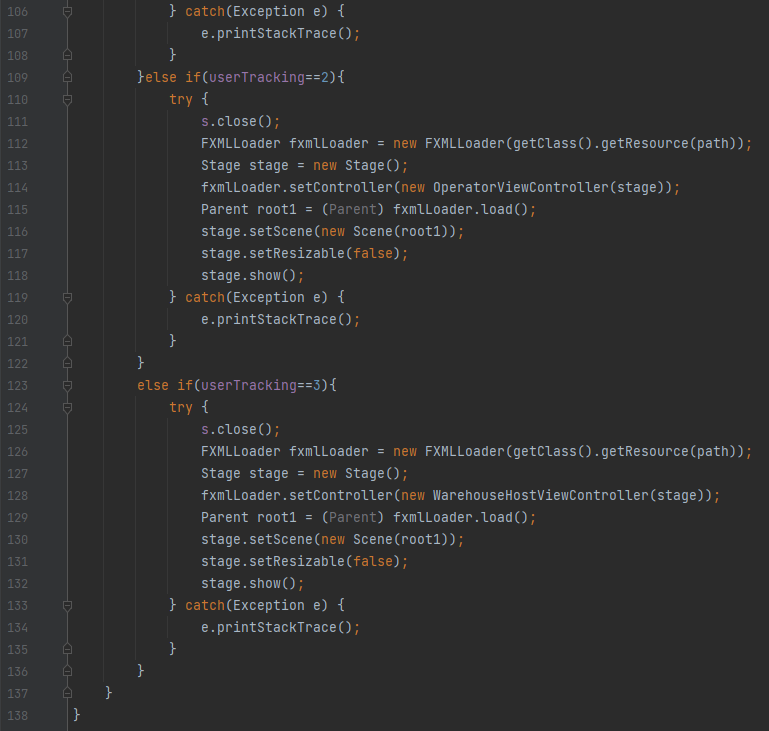 106 } catch(Exception e) {
107 e.printStackTrace();
108 }
109 }else if(userTracking==2){
110 try {
111 s.close();
112 FXMLLoader fxmlLoader = new FXMLLoader(getClass().getResource(path));
113 Stage stage = new Stage();
114 fxmlLoader.setController(new OperatorViewController(stage));
115 Parent root1 = (Parent) fxmlLoader.load();
116 stage.setScene(new Scene(root1));
117 stage.setResizable(false);
118 stage.show();
119 } catch(Exception e) {
120 e.printStackTrace();
121 }
122 }
123 else if(userTracking==3){
124 try {
125 s.close();
126 FXMLLoader fxmlLoader = new FXMLLoader(getClass().getResource(path));
127 Stage stage = new Stage();
128 fxmlLoader.setController(new WarehouseHostViewController(stage));
129 Parent root1 = (Parent) fxmlLoader.load();
130 stage.setScene(new Scene(root1));
131 stage.setResizable(false);
132 stage.show();
133 } catch(Exception e) {
134 e.printStackTrace();
135 }
136 }
137 }
138 }